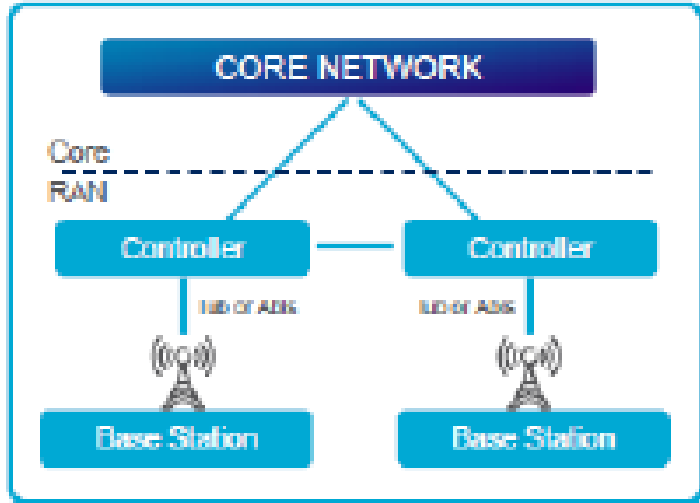 CORE NETWORK
Core
RAN
Controller
Controller
Iub or Abis
Iub or Abis
Base Station
Base Station